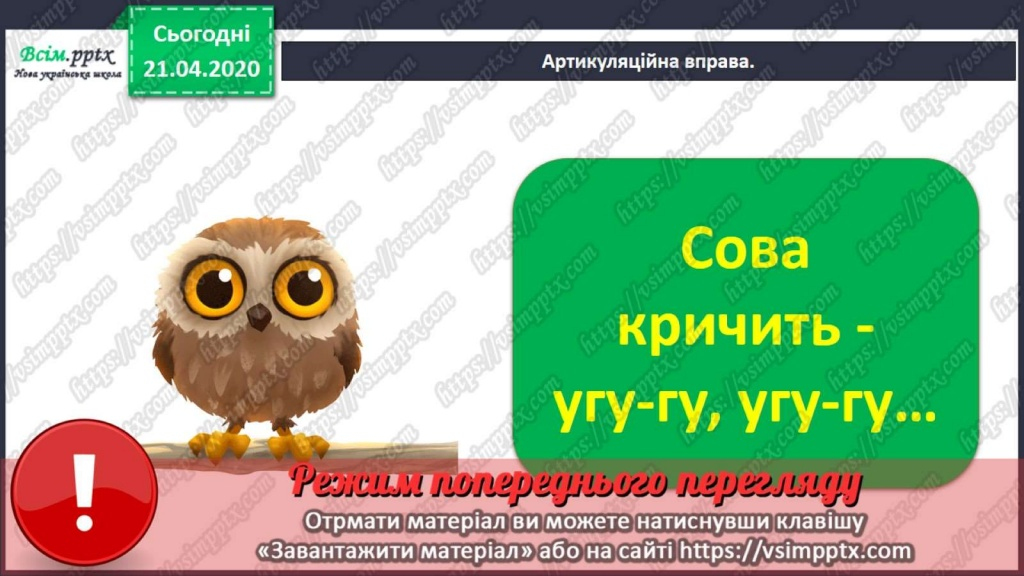 Сьогодні
21.04.2020
Всім.pptx
Нова українська школа
Артикуляційна вправа.
Сова
кричить -
угу-гу, угу-гу...
Режим попереднього перегляду
Отрмати матеріал ви можете натиснувши клавішу
«Завантажити матеріал» або на сайті https://vsimpptx.com